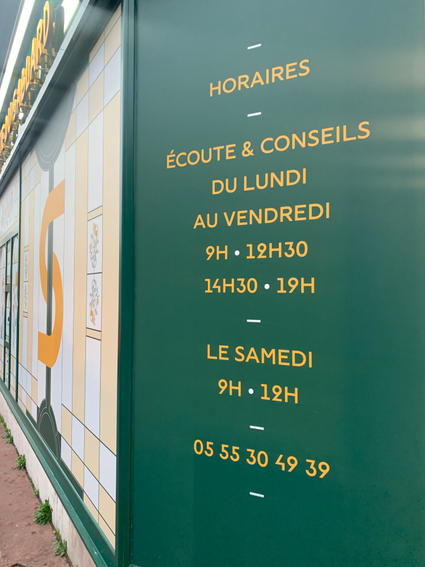 HORAIRES
ÉCOUTE & CONSEILS
DU LUNDI
AU VENDREDI
9H • 12H30
14H30 • 19H
LE SAMEDI
9H • 12H
05 55 30 49 39
S